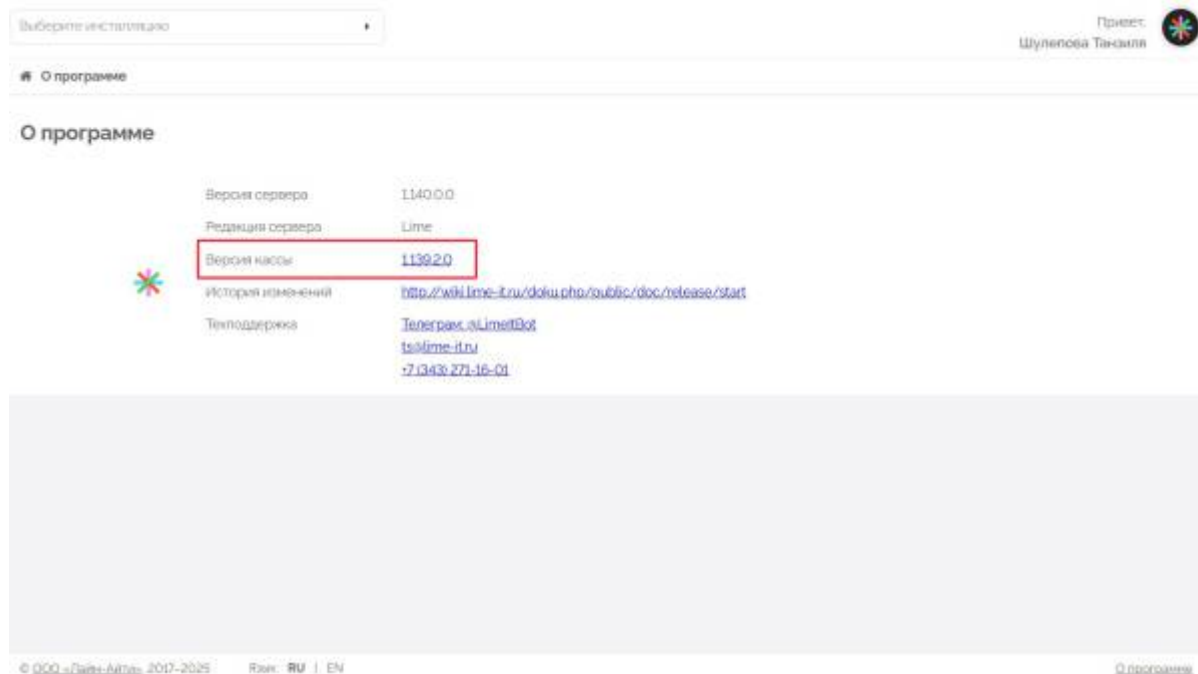 Выберите инсталляцию
Привет,
Шулепова Танзиля
О программе
О программе
Версия сервера 1.140.0.0
Редакция сервера Lime
Версия кассы 1.139.2.0
История изменений http://wiki.lime-it.ru/doku.php/public/doc/release/start
Техподдержка Телеграм: @LimeItBot
ts@lime-it.ru
+7 (343) 271-16-01
© ООО «Лайм-Айти», 2017-2025 Язык: RU | EN О программе